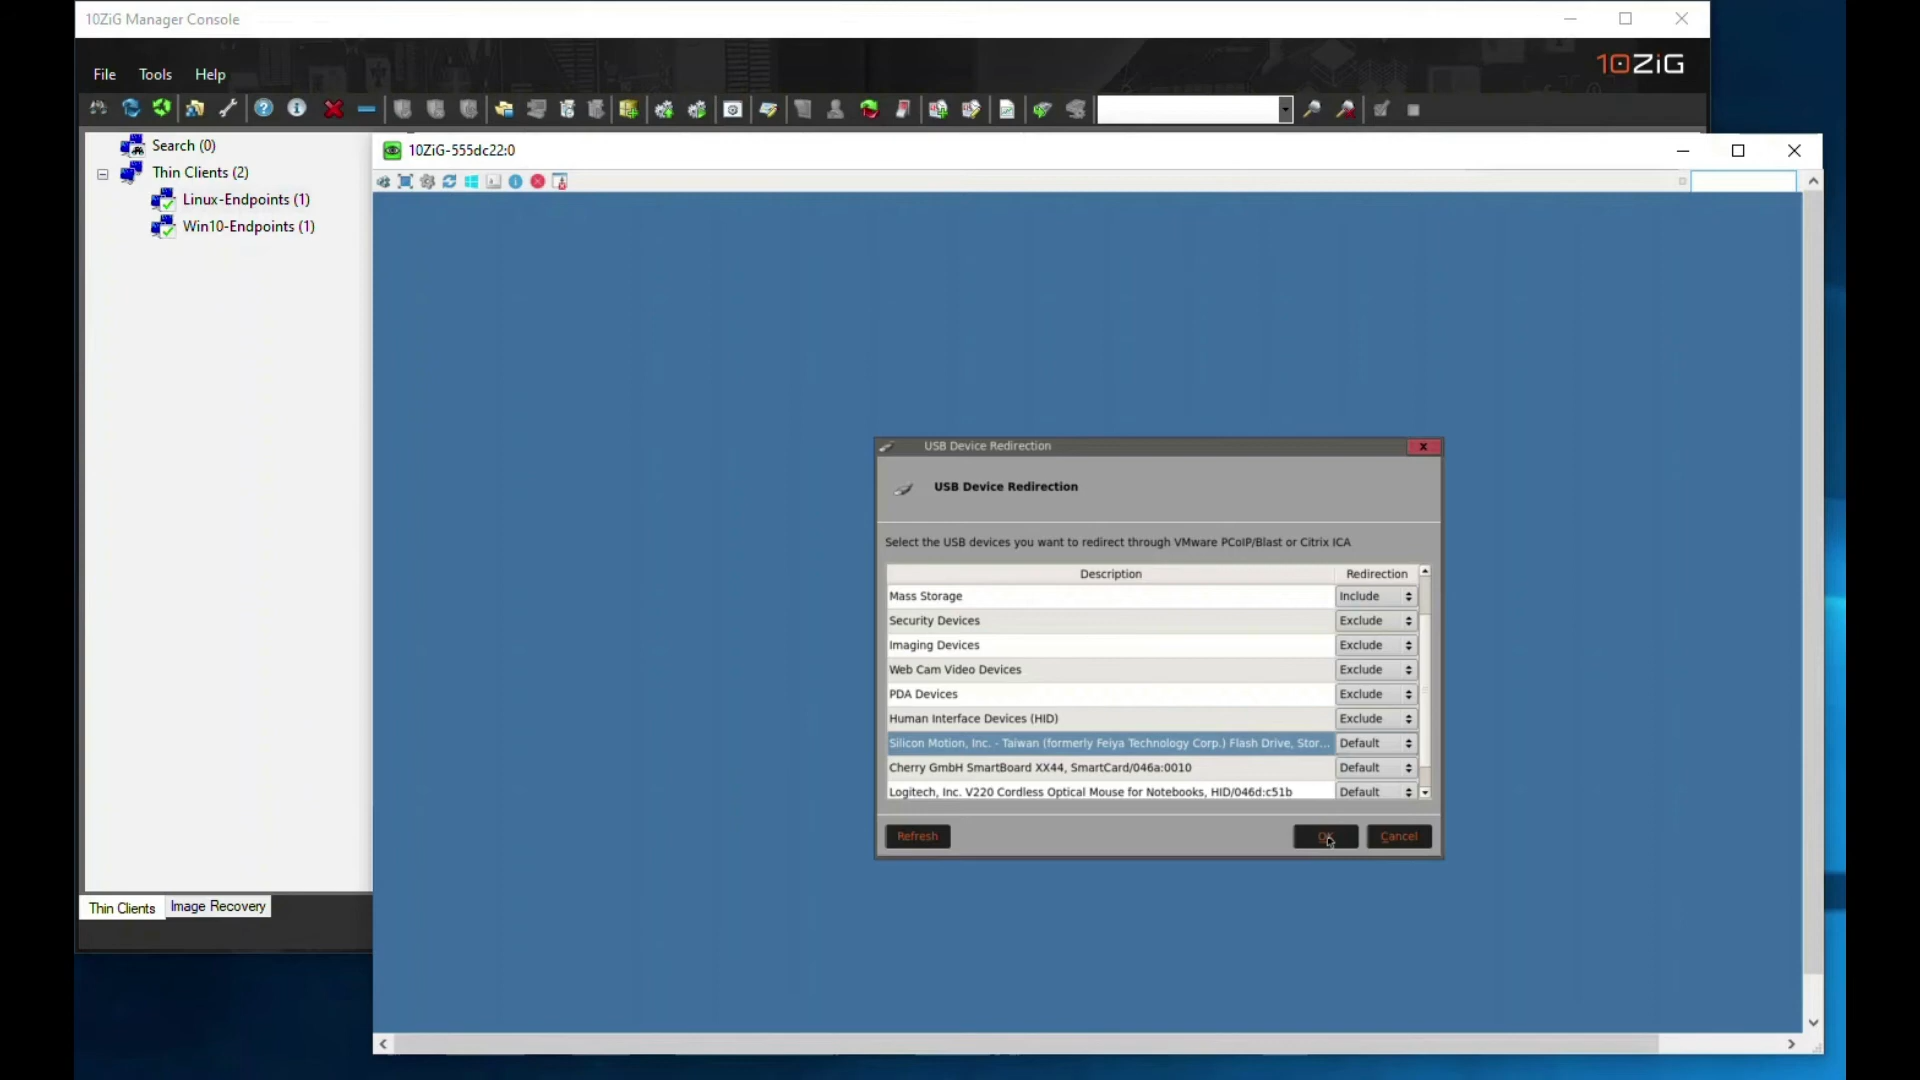 10ZiG Manager Console
File Tools Help
10ZiG
Search (0)
Thin Clients (2)
Linux-Endpoints (1)
Win10-Endpoints (1)
10ZiG-555dc22:0
USB Device Redirection
USB Device Redirection
Select the USB devices you want to redirect through VMware PCoIP/Blast or Citrix ICA
Description Redirection
Mass Storage Include
Security Devices Exclude
Imaging Devices Exclude
Web Cam Video Devices Exclude
PDA Devices Exclude
Human Interface Devices (HID) Exclude
Silicon Motion, Inc. - Taiwan (formerly Feiya Technology Corp.) Flash Drive, Stor... Default
Cherry GmbH SmartBoard XX44, SmartCard/046a:0010 Default
Logitech, Inc. V220 Cordless Optical Mouse for Notebooks, HID/046d:c51b Default
Refresh OK Cancel
Thin Clients Image Recovery